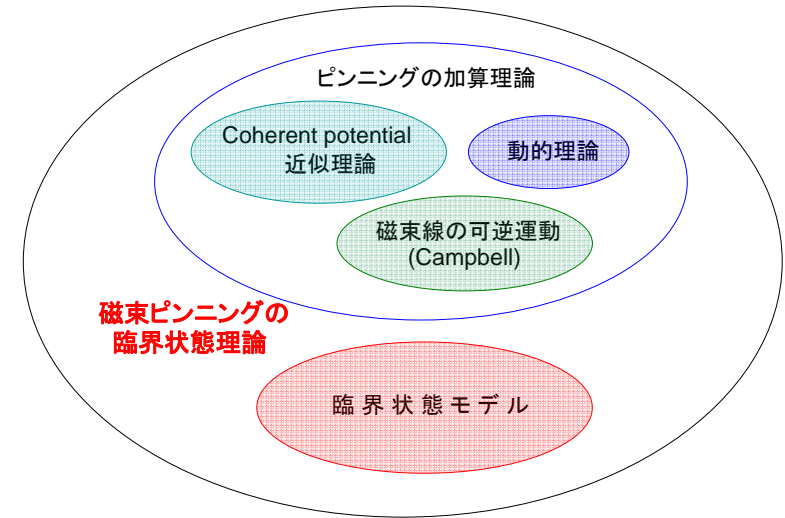 ピンニングの加算理論
Coherent potential
近似理論
動的理論
磁束線の可逆運動
(Campbell)
磁束ピンニングの
臨界状態理論
臨 界 状 態 モ デ ル